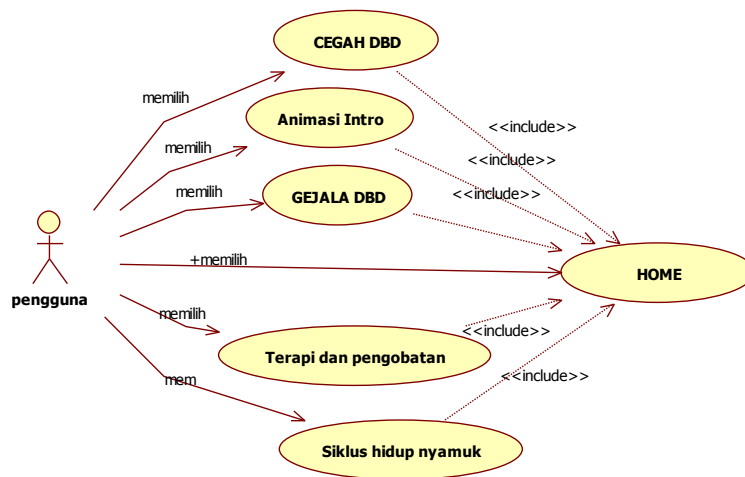 CEGAH DBD
memilih
<<include>>
Animasi Intro
memilih
<<include>>
memilih
<<include>>
GEJALA DBD
+memilih
HOME
pengguna
memilih
<<include>>
Terapi dan pengobatan
mem
<<include>>
Siklus hidup nyamuk